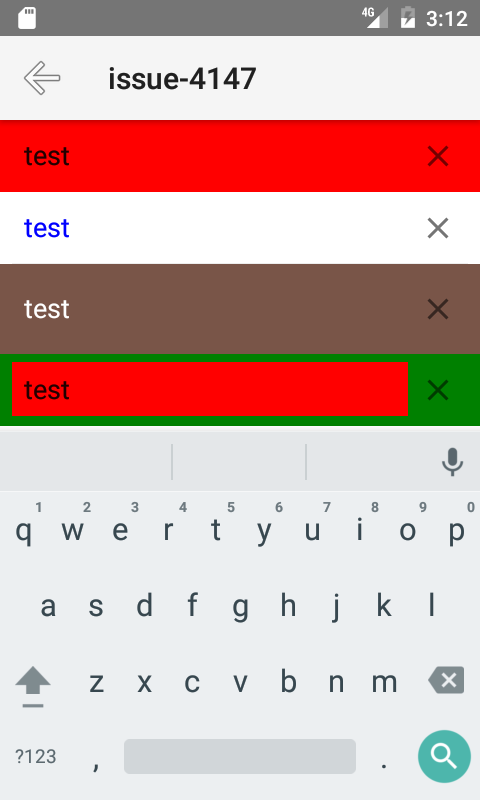 4G 3:12
issue-4147
test
test
test
test
1 2 3 4 5 6 7 8 9 0
q w e r t y u i o p
a s d f g h j k l
z x c v b n m
?123 , .